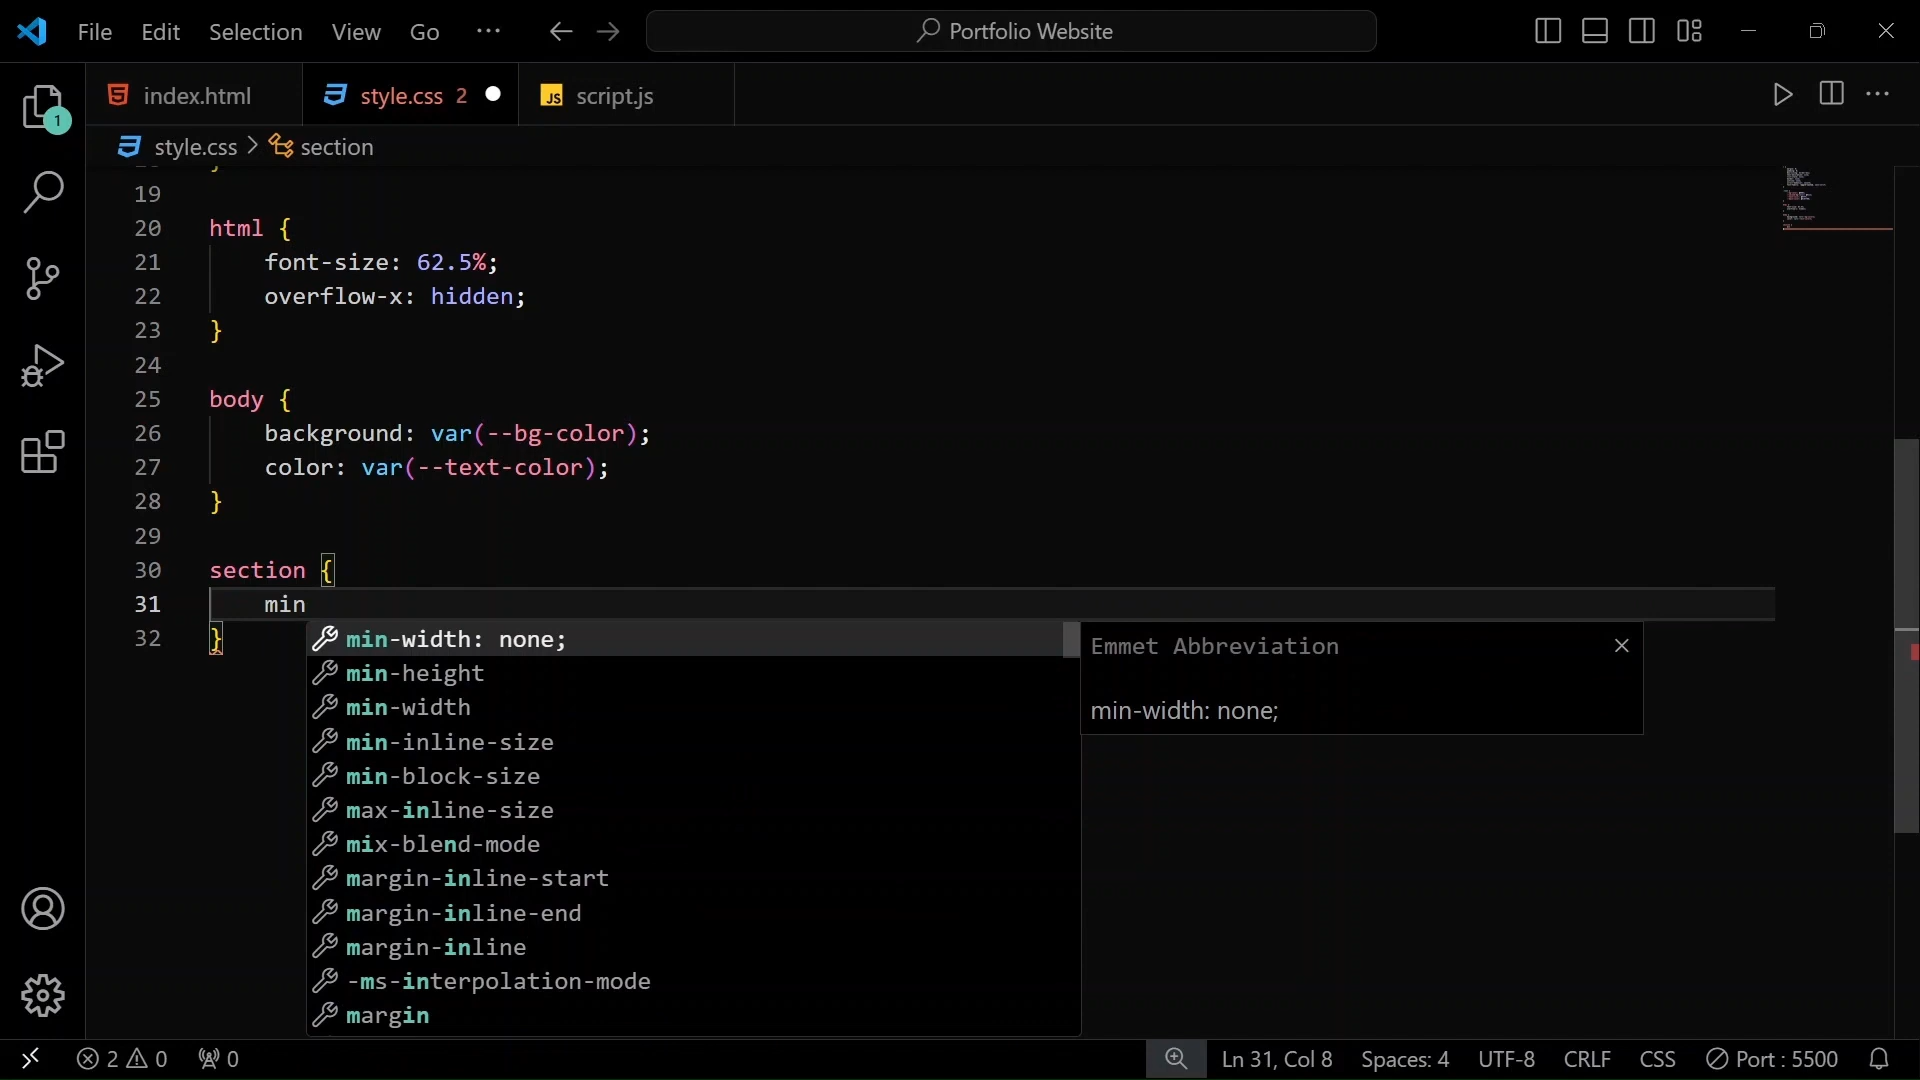 File Edit Selection View Go ··· Portfolio Website
1
index.html style.css 2 script.js
style.css > section
19
20 html {
21 font-size: 62.5%;
22 overflow-x: hidden;
23 }
24
25 body {
26 background: var(--bg-color);
27 color: var(--text-color);
28 }
29
30 section {
31 min
32 }
min-width: none;
min-height
min-width
min-inline-size
min-block-size
max-inline-size
mix-blend-mode
margin-inline-start
margin-inline-end
margin-inline
-ms-interpolation-mode
margin
Emmet Abbreviation
min-width: none;
2 0 0 Ln 31, Col 8 Spaces: 4 UTF-8 CRLF CSS Port : 5500